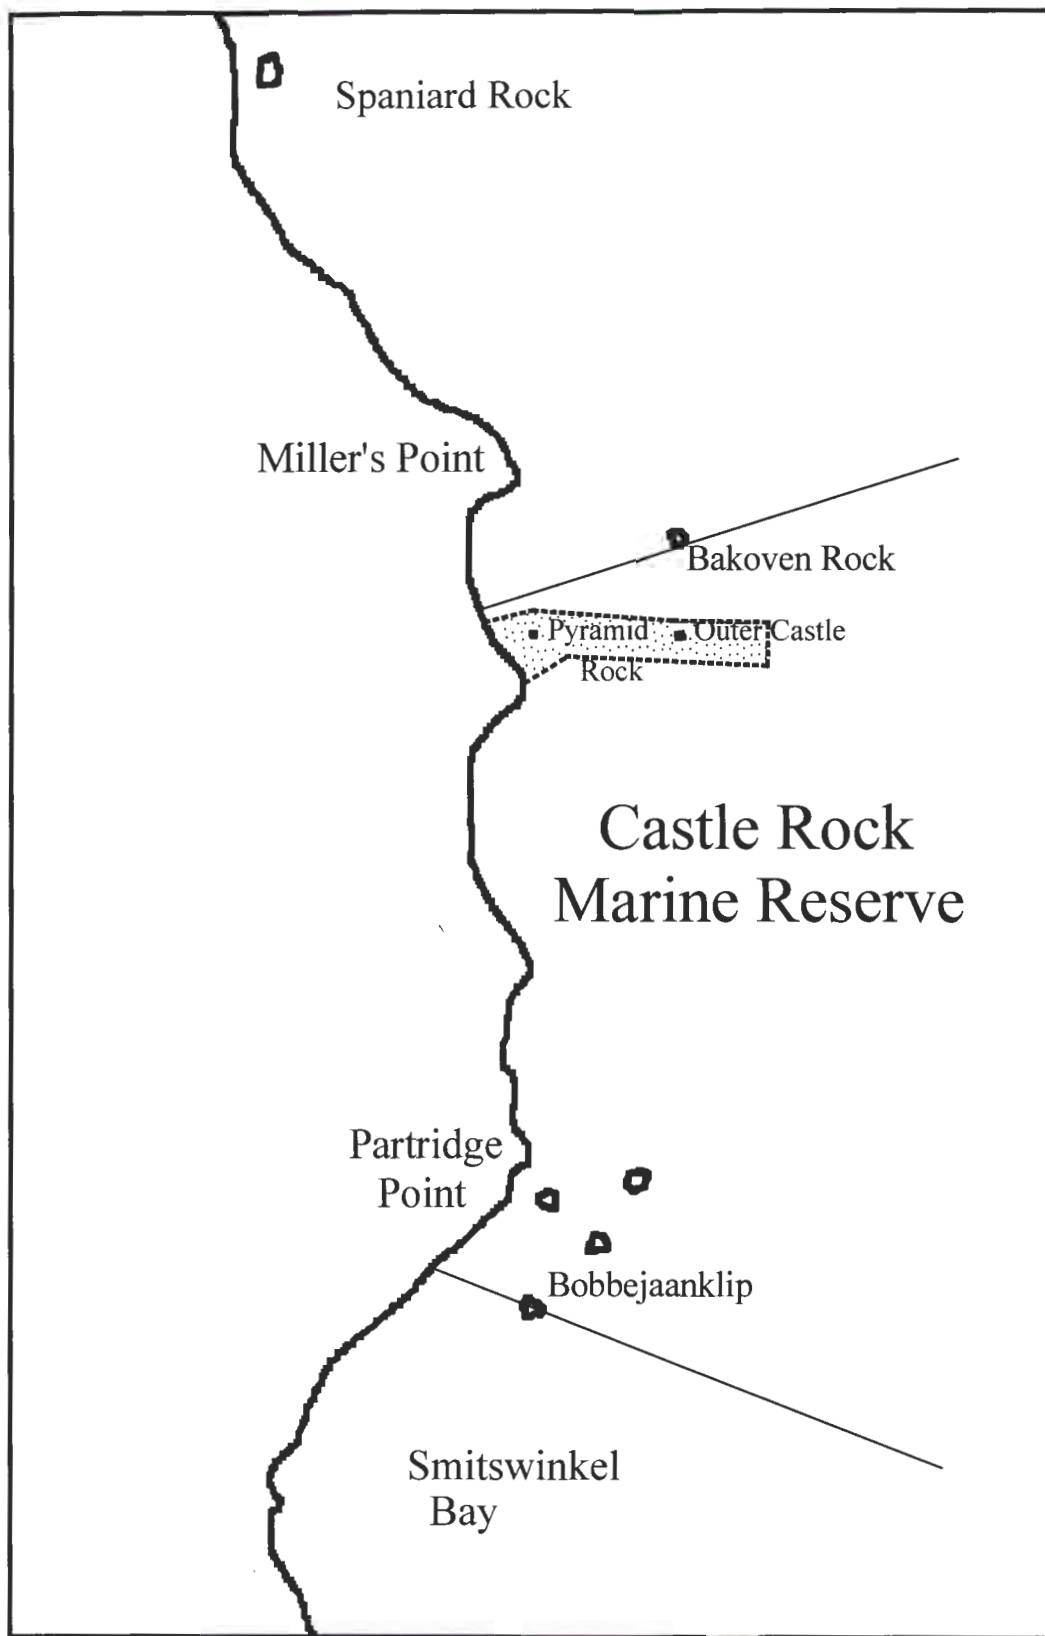 Spaniard Rock
Miller's Point
Bakoven Rock
Pyramid
Rock
Outer Castle
Castle Rock
Marine Reserve
Partridge
Point
Bobbejaanklip
Smitswinkel
Bay